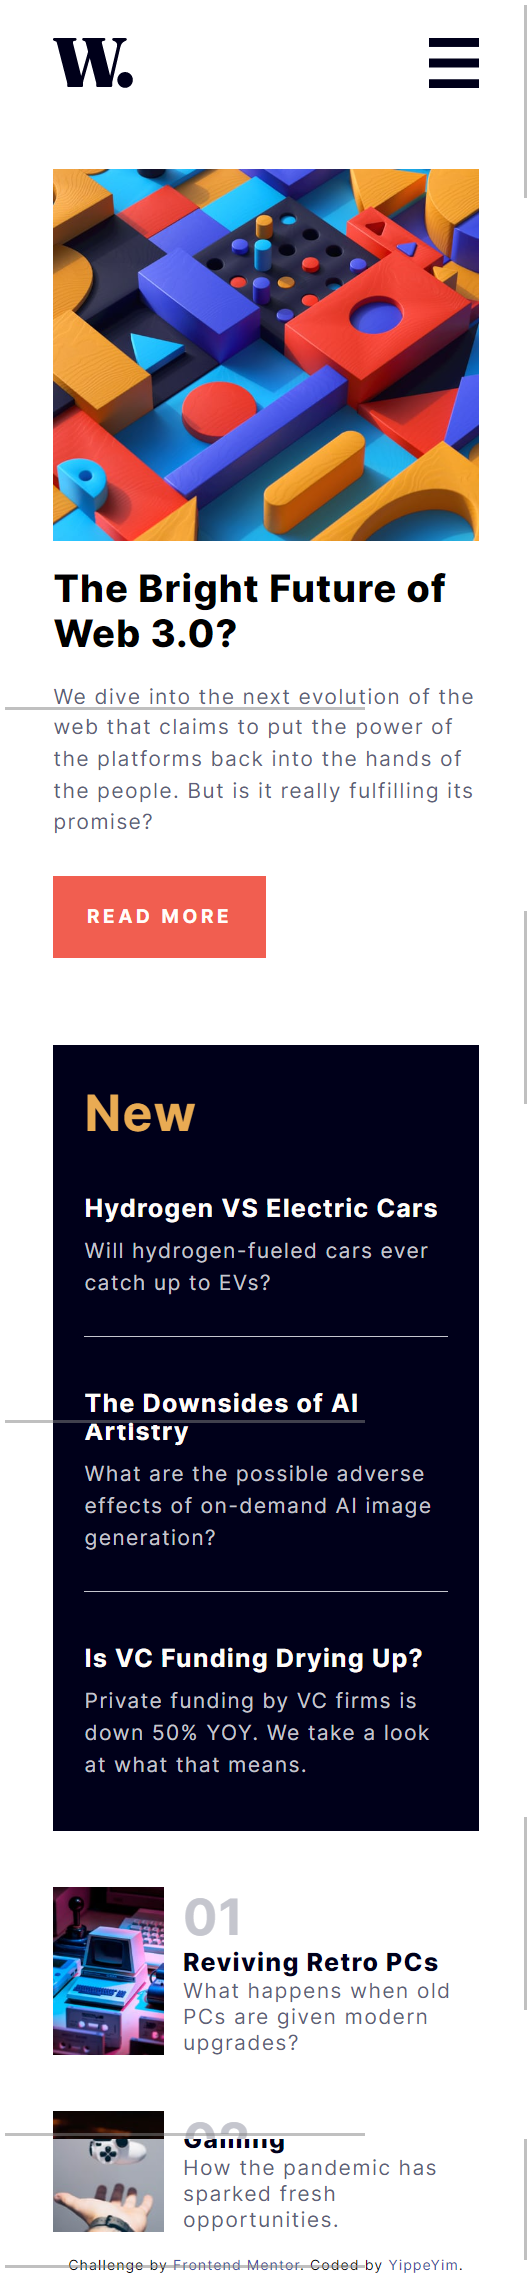 W.
The Bright Future of
Web 3.0?
We dive into the next evolution of the
web that claims to put the power of
the platforms back into the hands of
the people. But is it really fulfilling its
promise?
READ MORE
New
Hydrogen VS Electric Cars
Will hydrogen-fueled cars ever
catch up to EVs?
The Downsides of AI
Artistry
What are the possible adverse
effects of on-demand AI image
generation?
Is VC Funding Drying Up?
Private funding by VC firms is
down 50% YOY. We take a look
at what that means.
01
Reviving Retro PCs
What happens when old
PCs are given modern
upgrades?
02
Gaming
How the pandemic has
sparked fresh
opportunities.
Challenge by Frontend Mentor. Coded by YippeYim.